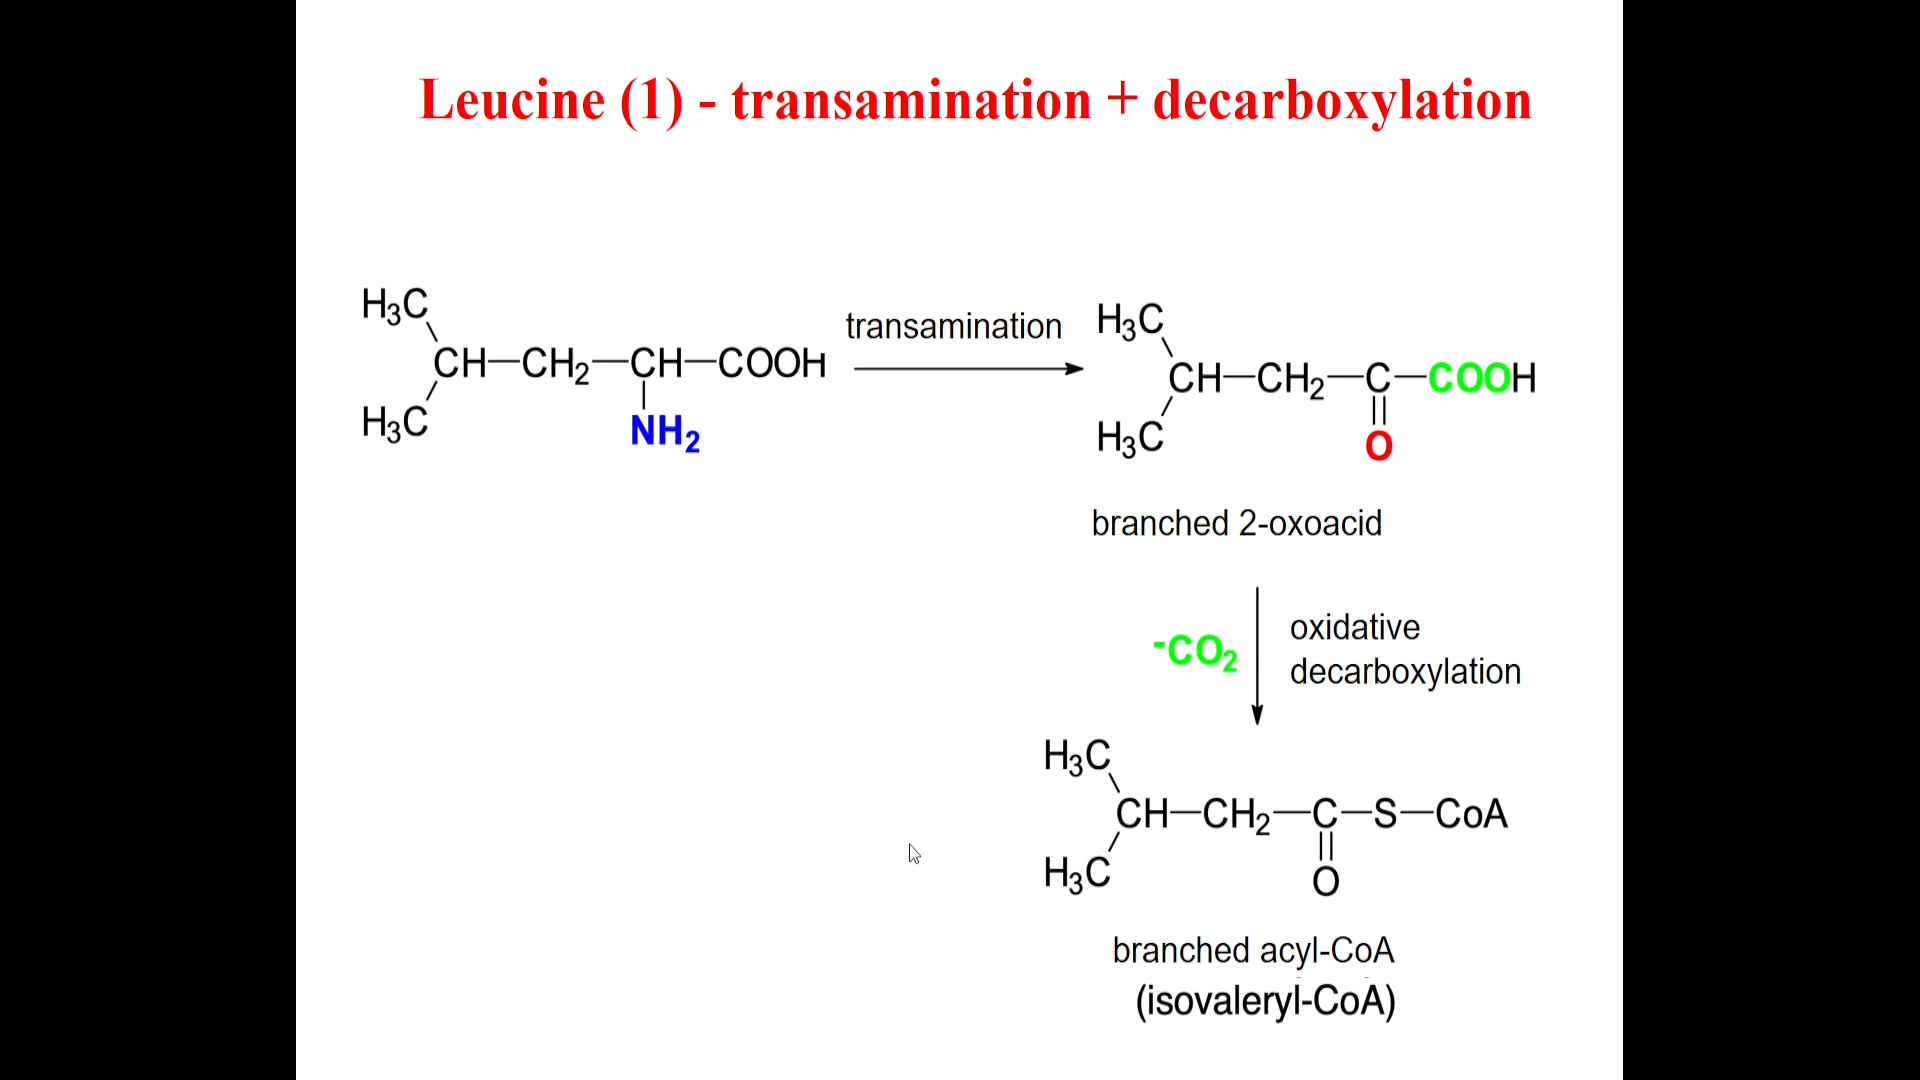 Leucine (1) - transamination + decarboxylation
H₃C
CH—CH₂—CH—COOH
H₃C
NH₂
transamination
H₃C
CH—CH₂—C—COOH
H₃C
O
branched 2-oxoacid
-CO₂
oxidative
decarboxylation
H₃C
CH—CH₂—C—S—CoA
H₃C
O
branched acyl-CoA
(isovaleryl-CoA)